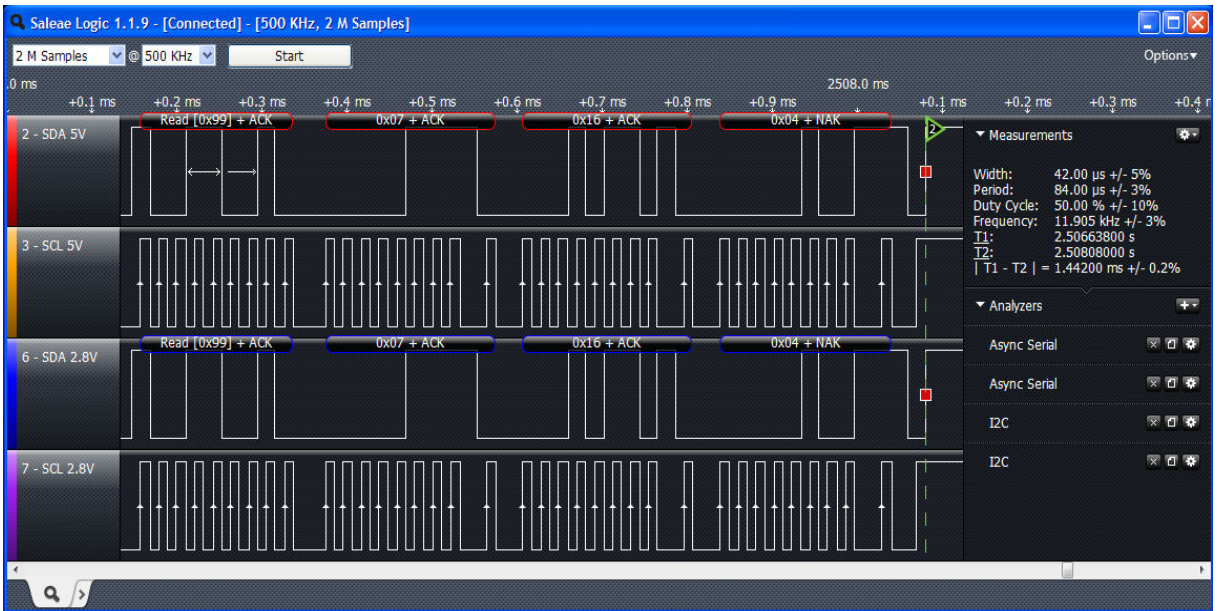 Saleae Logic 1.1.9 - [Connected] - [500 KHz, 2 M Samples]
2 M Samples @ 500 KHz Start Options
.0 ms 2508.0 ms
+0.1 ms +0.2 ms +0.3 ms +0.4 ms +0.5 ms +0.6 ms +0.7 ms +0.8 ms +0.9 ms +0.1 ms +0.2 ms +0.3 ms +0.4 m
2 - SDA 5V
Read [0x99] + ACK 0x07 + ACK 0x16 + ACK 0x04 + NAK
2
3 - SCL 5V
6 - SDA 2.8V
Read [0x99] + ACK 0x07 + ACK 0x16 + ACK 0x04 + NAK
7 - SCL 2.8V
Measurements
Width: 42.00 µs +/- 5%
Period: 84.00 µs +/- 3%
Duty Cycle: 50.00 % +/- 10%
Frequency: 11.905 kHz +/- 3%
T1: 2.50663800 s
T2: 2.50808000 s
| T1 - T2 | = 1.44200 ms +/- 0.2%
Analyzers
Async Serial
Async Serial
I2C
I2C